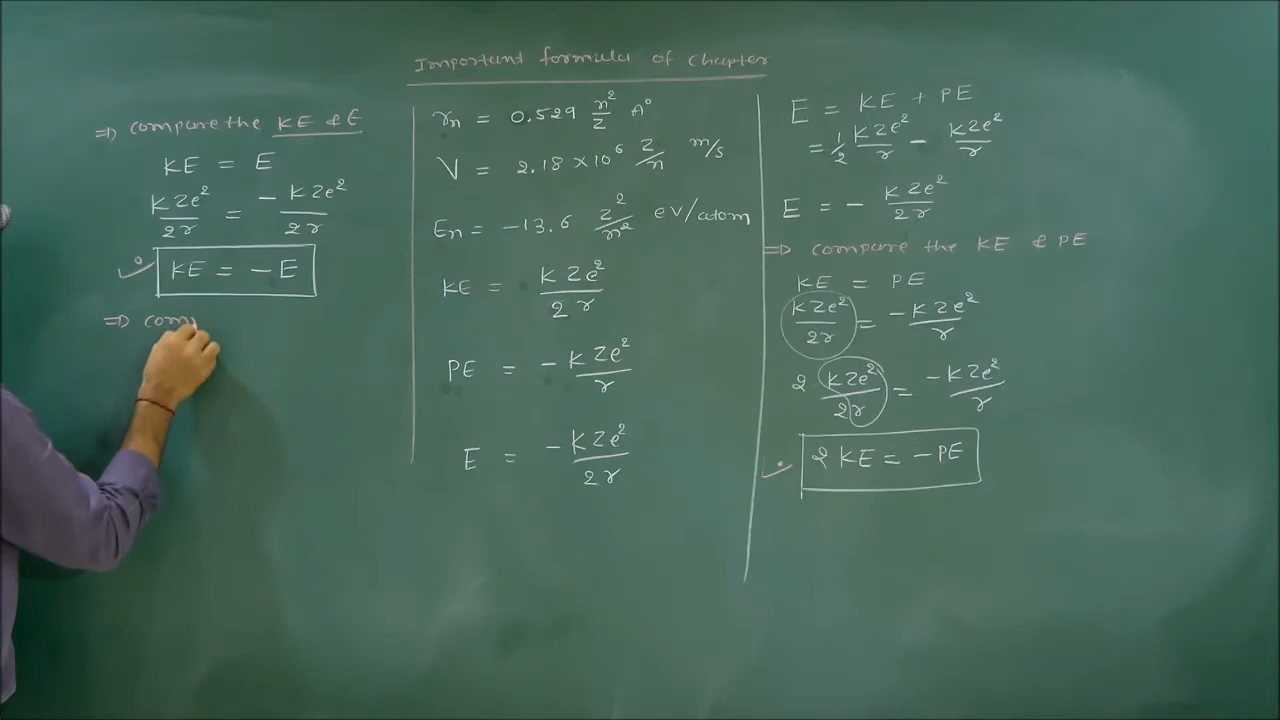 Important formula of chapter
⇒ compare the KE & E
KE = E
KZe²/2r = -KZe²/2r
KE = -E
⇒ com
rn = 0.529 n²/Z A°
V = 2.18 × 10⁶ Z/n m/s
En = -13.6 Z²/n² eV/atom
KE = KZe²/2r
PE = -KZe²/r
E = -KZe²/2r
E = KE + PE
= 1/2 KZe²/r - KZe²/r
E = - KZe²/2r
⇒ compare the KE & PE
KE = PE
KZe²/2r = -KZe²/r
2 KZe²/2r = -KZe²/r
2 KE = -PE